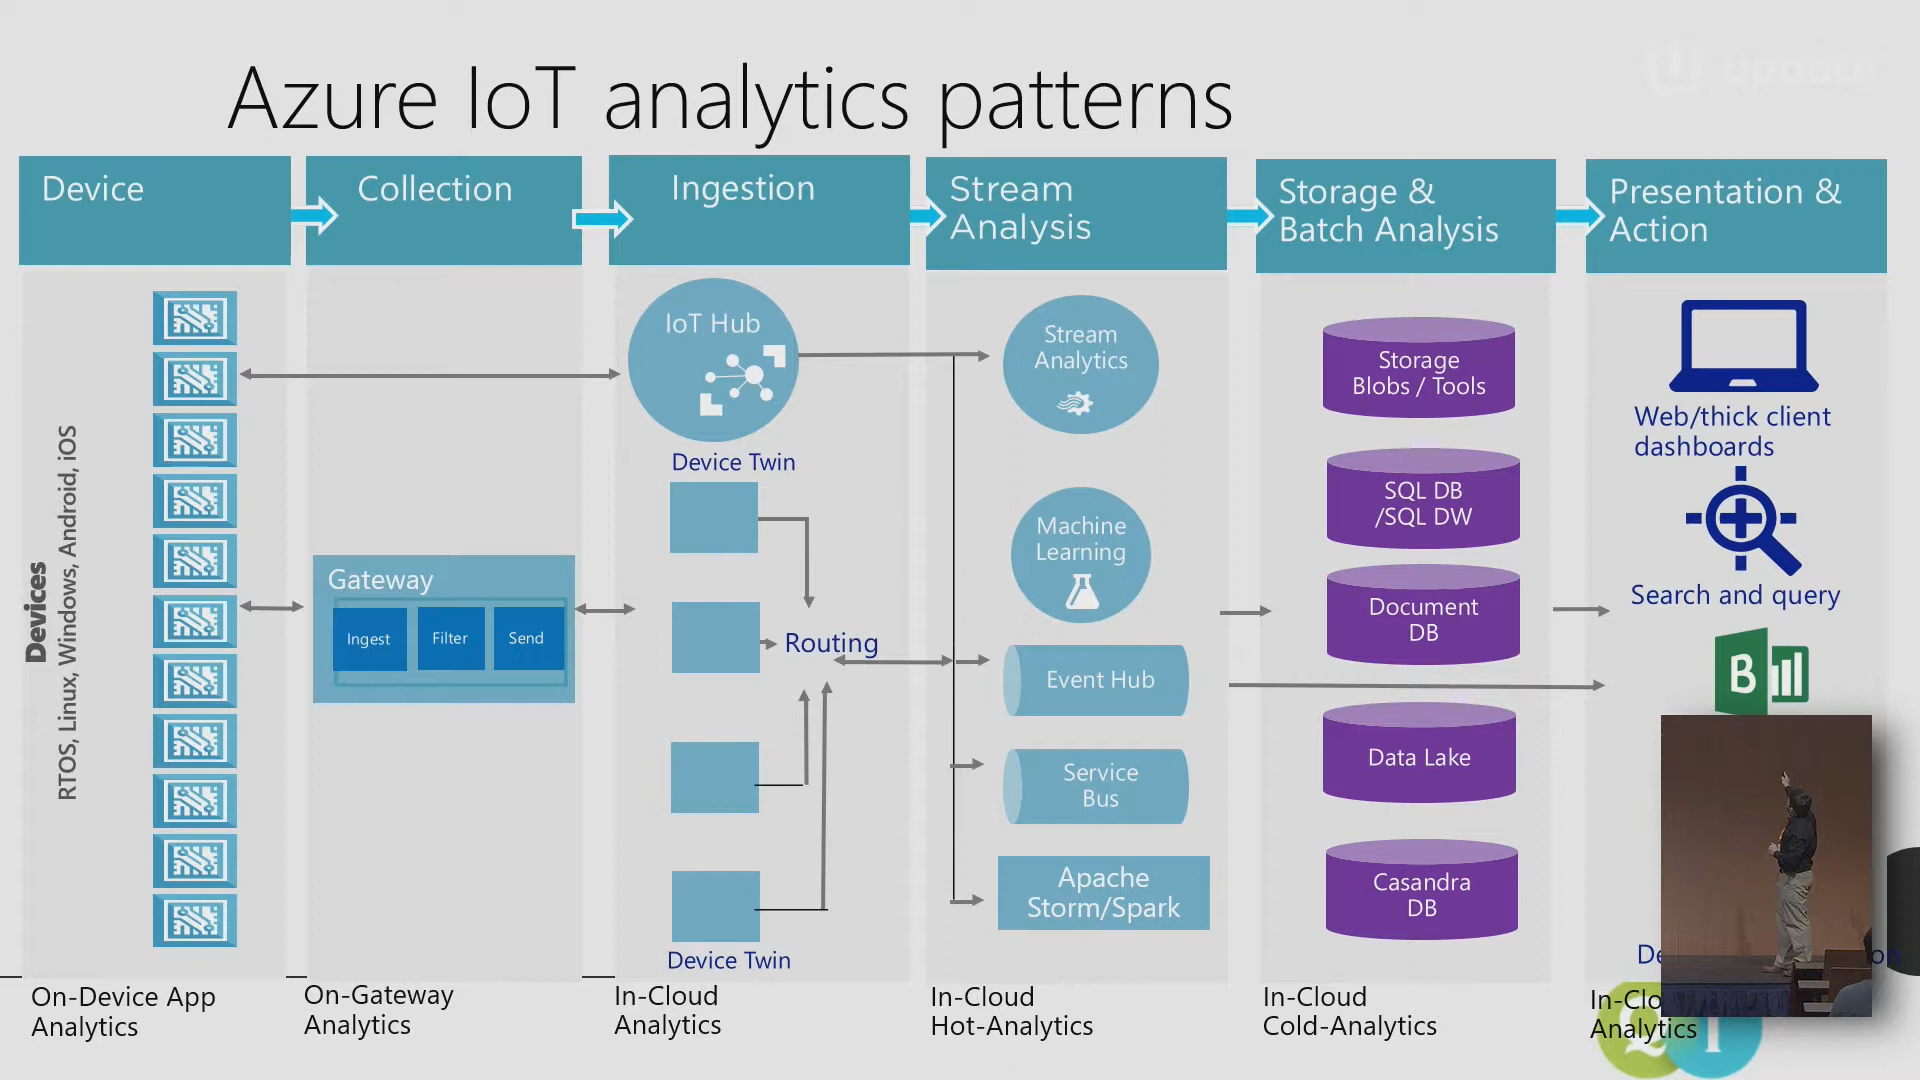 Update
Azure IoT analytics patterns
Device
Collection
Ingestion
Stream
Analysis
Storage &
Batch Analysis
Presentation &
Action
Devices
RTOS, Linux, Windows, Android, iOS
Gateway
Ingest
Filter
Send
IoT Hub
Device Twin
Routing
Device Twin
Stream
Analytics
Machine
Learning
Event Hub
Service
Bus
Apache
Storm/Spark
Storage
Blobs / Tools
SQL DB
/SQL DW
Document
DB
Data Lake
Casandra
DB
Web/thick client
dashboards
Search and query
B
On-Device App
Analytics
On-Gateway
Analytics
In-Cloud
Analytics
In-Cloud
Hot-Analytics
In-Cloud
Cold-Analytics
Analytics